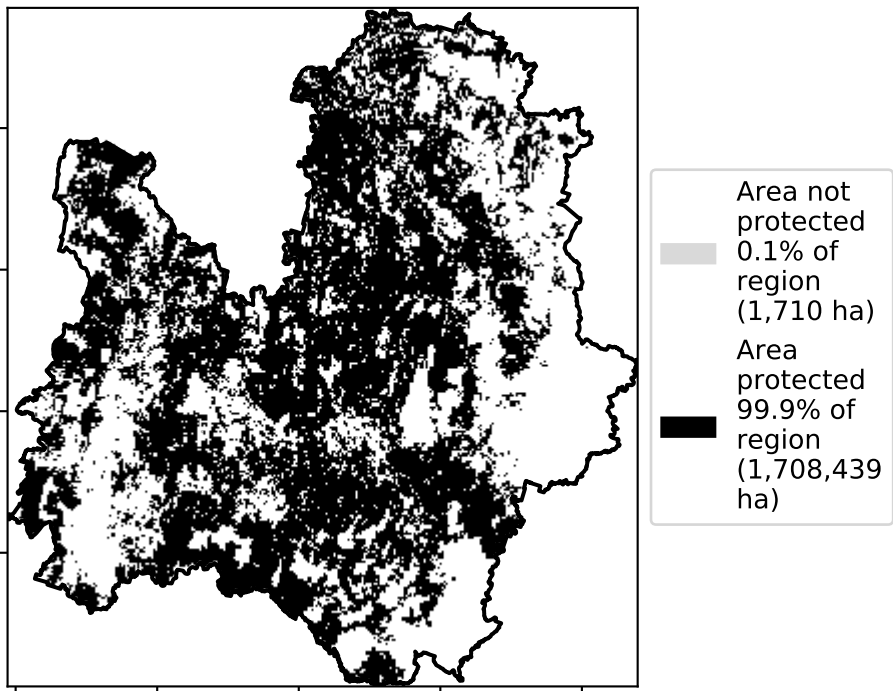 Area not
protected
0.1% of
region
(1,710 ha)
Area
protected
99.9% of
region
(1,708,439
ha)